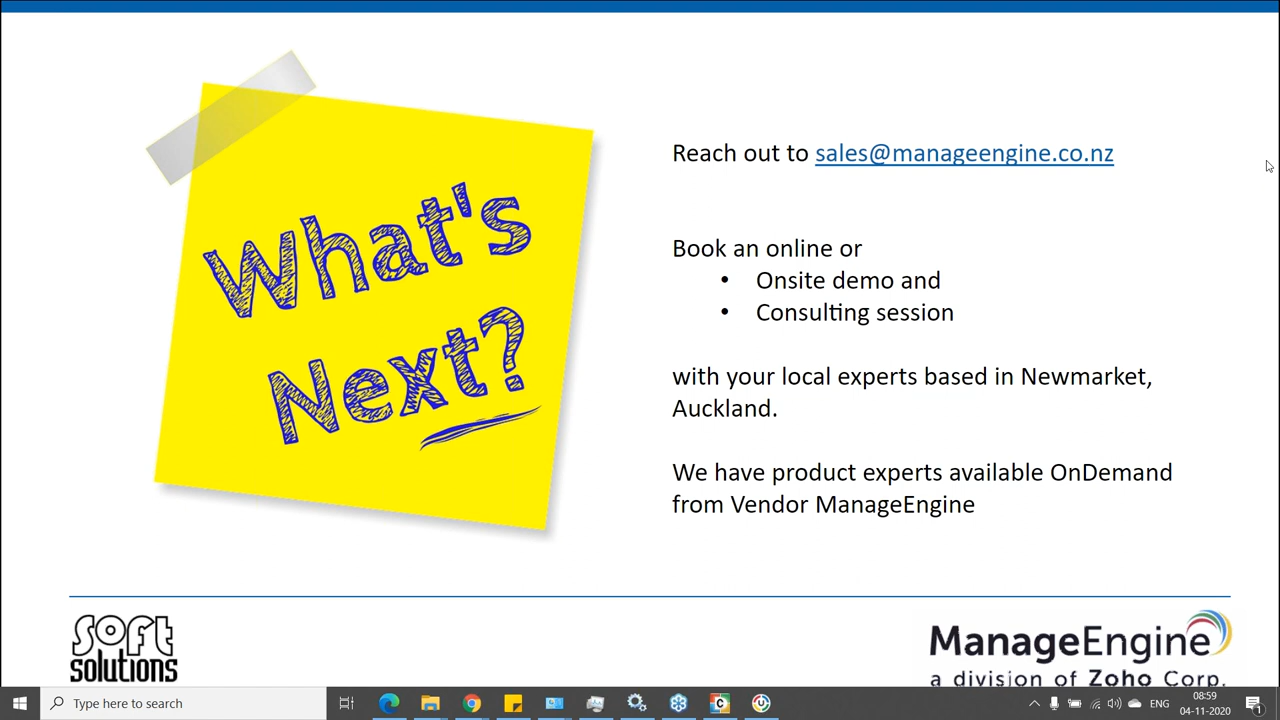 What's
Next?
Reach out to sales@manageengine.co.nz
Book an online or
• Onsite demo and
• Consulting session
with your local experts based in Newmarket,
Auckland.
We have product experts available OnDemand
from Vendor ManageEngine
soft
solutions
ManageEngine
a division of Zoho Corp.
Type here to search
ENG
08:59
04-11-2020
1